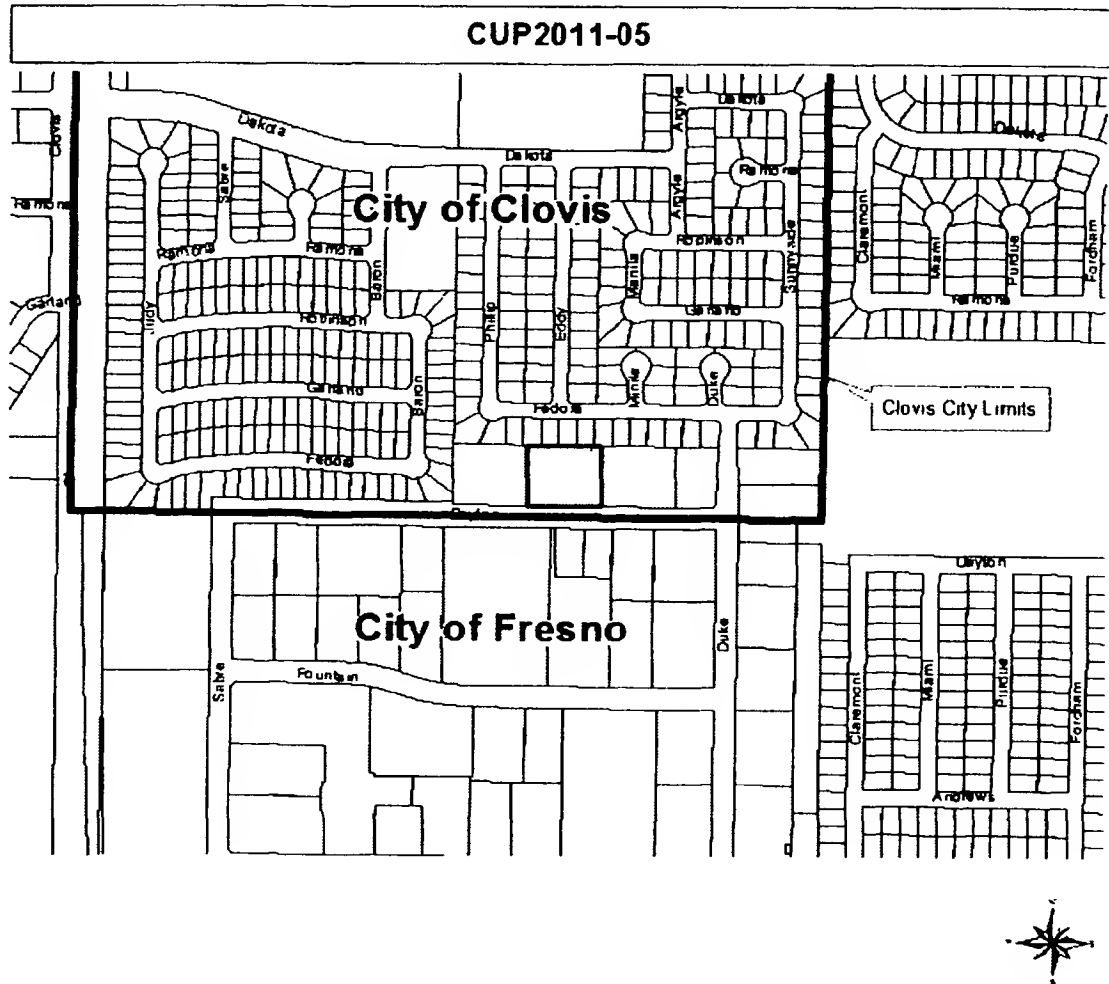 CUP2011-05
Clovis
Dakota
Argyle
Dakota
Dakota
Ramona
Sabre
Dakota
Argyle
Ramona
City of Clovis
Claremont
Miami
Purdue
Fordham
Ramona
Ramona
Robinson
Sunnyside
Garland
Baron
Manila
Ramona
Robinson
Philip
Eddy
Garland
Garland
Baron
Duke
Fedora
Clovis City Limits
City of Fresno
Dayton
Duke
Sabre
Fountain
Claremont
Miami
Purdue
Fordham
Andrews